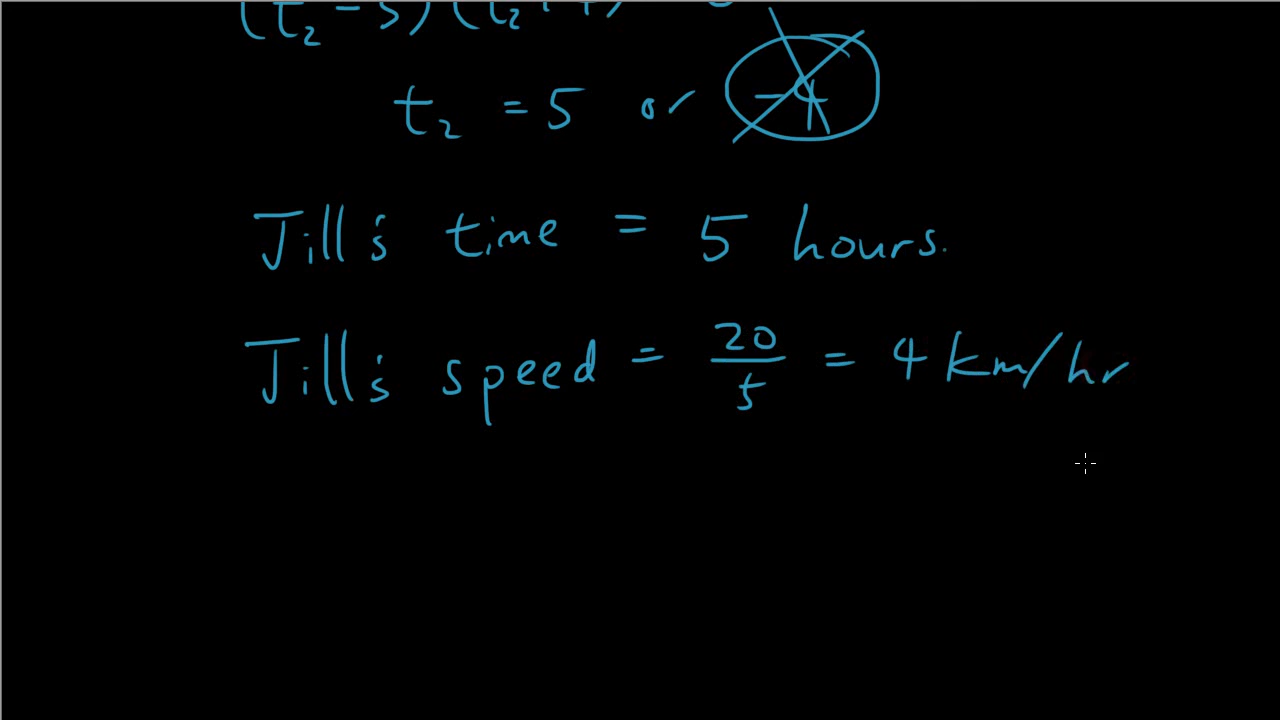 t₂ = 5 or -4
Jill's time = 5 hours.
Jill's speed = 20/5 = 4 km/hr